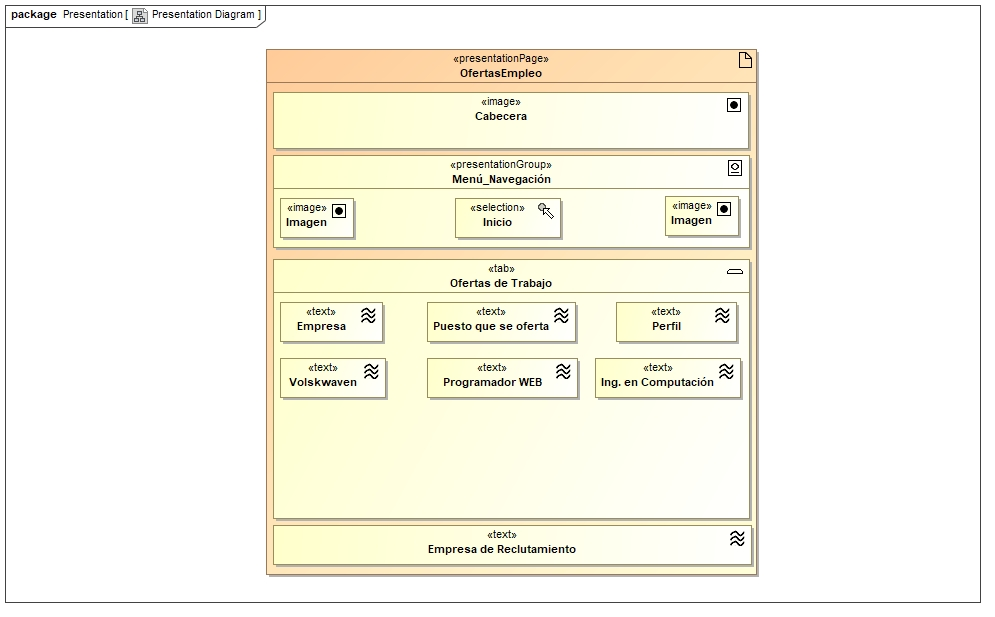 package Presentation [ Presentation Diagram ]
«presentationPage»
OfertasEmpleo
«image»
Cabecera
«presentationGroup»
Menú_Navegación
«image»
Imagen
«selection»
Inicio
«image»
Imagen
«tab»
Ofertas de Trabajo
«text»
Empresa
«text»
Puesto que se oferta
«text»
Perfil
«text»
Volskwaven
«text»
Programador WEB
«text»
Ing. en Computación
«text»
Empresa de Reclutamiento